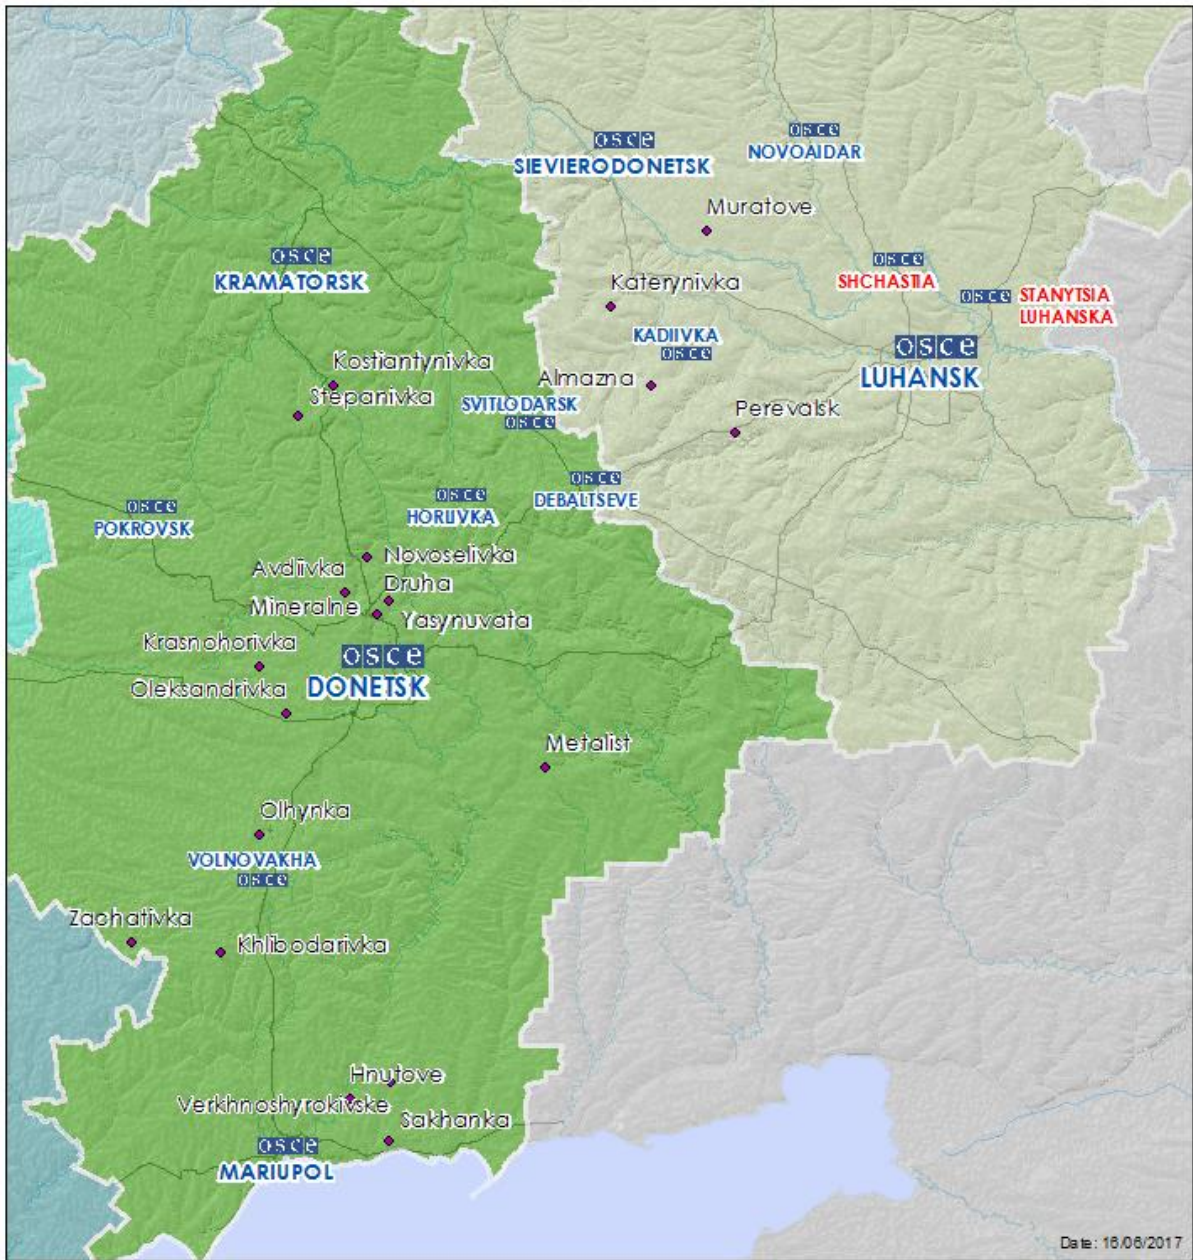 osce
SIEVIERODONETSK
osce
NOVOAIDAR
Muratove
osce
KRAMATORSK
osce
SHCHASTIA
Katerynivka
osce
STANYTSIA
LUHANSKA
KADIIVKA
osce
osce
LUHANSK
Kostiantynivka
Almazna
Stepanivka
SVITLODARSK
osce
Perevalsk
osce
DEBALTSEVE
osce
HORLIVKA
osce
POKROVSK
Novoselivka
Druha
Avdiivka
Mineralne
Yasynuvata
Krasnohorivka
osce
DONETSK
Oleksandrivka
Metalist
Olhynka
VOLNOVAKHA
osce
Zachativka
Khlibodarivka
Hnutove
Verkhnoshyrokivske
Sakhanka
osce
MARIUPOL
Date: 16/06/2017